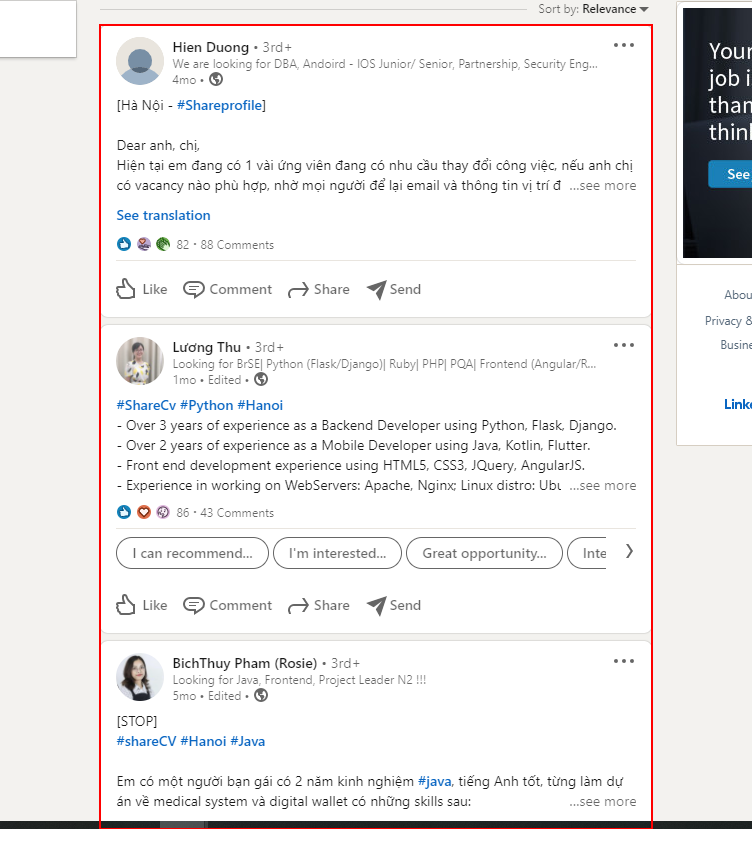 Sort by: Relevance
Hien Duong • 3rd+
We are looking for DBA, Andoird - IOS Junior/ Senior, Partnership, Security Eng...
4mo •
[Hà Nội - #Shareprofile]
Dear anh, chị,
Hiện tại em đang có 1 vài ứng viên đang có nhu cầu thay đổi công việc, nếu anh chị
có vacancy nào phù hợp, nhờ mọi người để lại email và thông tin vị trí đ ...see more
See translation
82 · 88 Comments
Like Comment Share Send
Lương Thu • 3rd+
Looking for BrSE| Python (Flask/Django)| Ruby| PHP| PQA| Frontend (Angular/R...
1mo • Edited •
#ShareCv #Python #Hanoi
- Over 3 years of experience as a Backend Developer using Python, Flask, Django.
- Over 2 years of experience as a Mobile Developer using Java, Kotlin, Flutter.
- Front end development experience using HTML5, CSS3, JQuery, AngularJS.
- Experience in working on WebServers: Apache, Nginx; Linux distro: Ubu ...see more
86 · 43 Comments
I can recommend... I'm interested... Great opportunity... Inte
Like Comment Share Send
BichThuy Pham (Rosie) • 3rd+
Looking for Java, Frontend, Project Leader N2 !!!
5mo • Edited •
[STOP]
#shareCV #Hanoi #Java
Em có một người bạn gái có 2 năm kinh nghiệm #java, tiếng Anh tốt, từng làm dự
án về medical system và digital wallet có những skills sau: ...see more
Your
job i
than
think
See
Abou
Privacy &
Busine
Linke